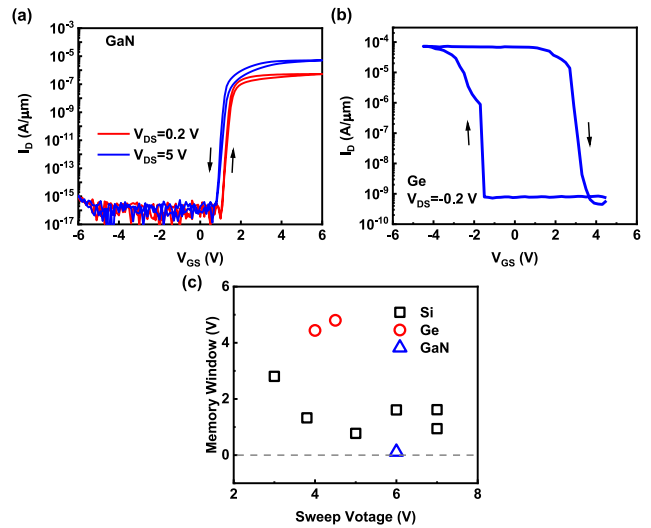 (a)
GaN
10⁻³
10⁻⁵
10⁻⁷
10⁻⁹
10⁻¹¹
10⁻¹³
10⁻¹⁵
10⁻¹⁷
I_D (A/μm)
V_DS=0.2 V
V_DS=5 V
-6 -4 -2 0 2 4 6
V_GS (V)
(b)
10⁻⁴
10⁻⁵
10⁻⁶
10⁻⁷
10⁻⁸
10⁻⁹
10⁻¹⁰
I_D (A/μm)
Ge
V_DS=-0.2 V
-6 -4 -2 0 2 4 6
V_GS (V)
(c)
6
4
2
0
Memory Window (V)
Si
Ge
GaN
2 4 6 8
Sweep Votage (V)